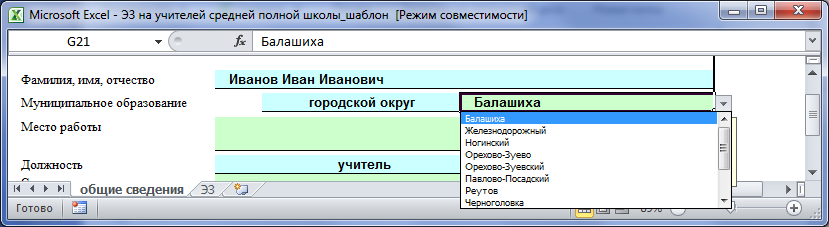 Microsoft Excel - ЭЗ на учителей средней полной школы_шаблон [Режим совместимости]
G21 fx Балашиха
Фамилия, имя, отчество Иванов Иван Иванович
Муниципальное образование городской округ Балашиха
Место работы
Балашиха
Железнодорожный
Ногинский
Орехово-Зуево
Орехово-Зуевский
Павлово-Посадский
Реутов
Черноголовка
Должность учитель
общие сведения ЭЗ
Готово